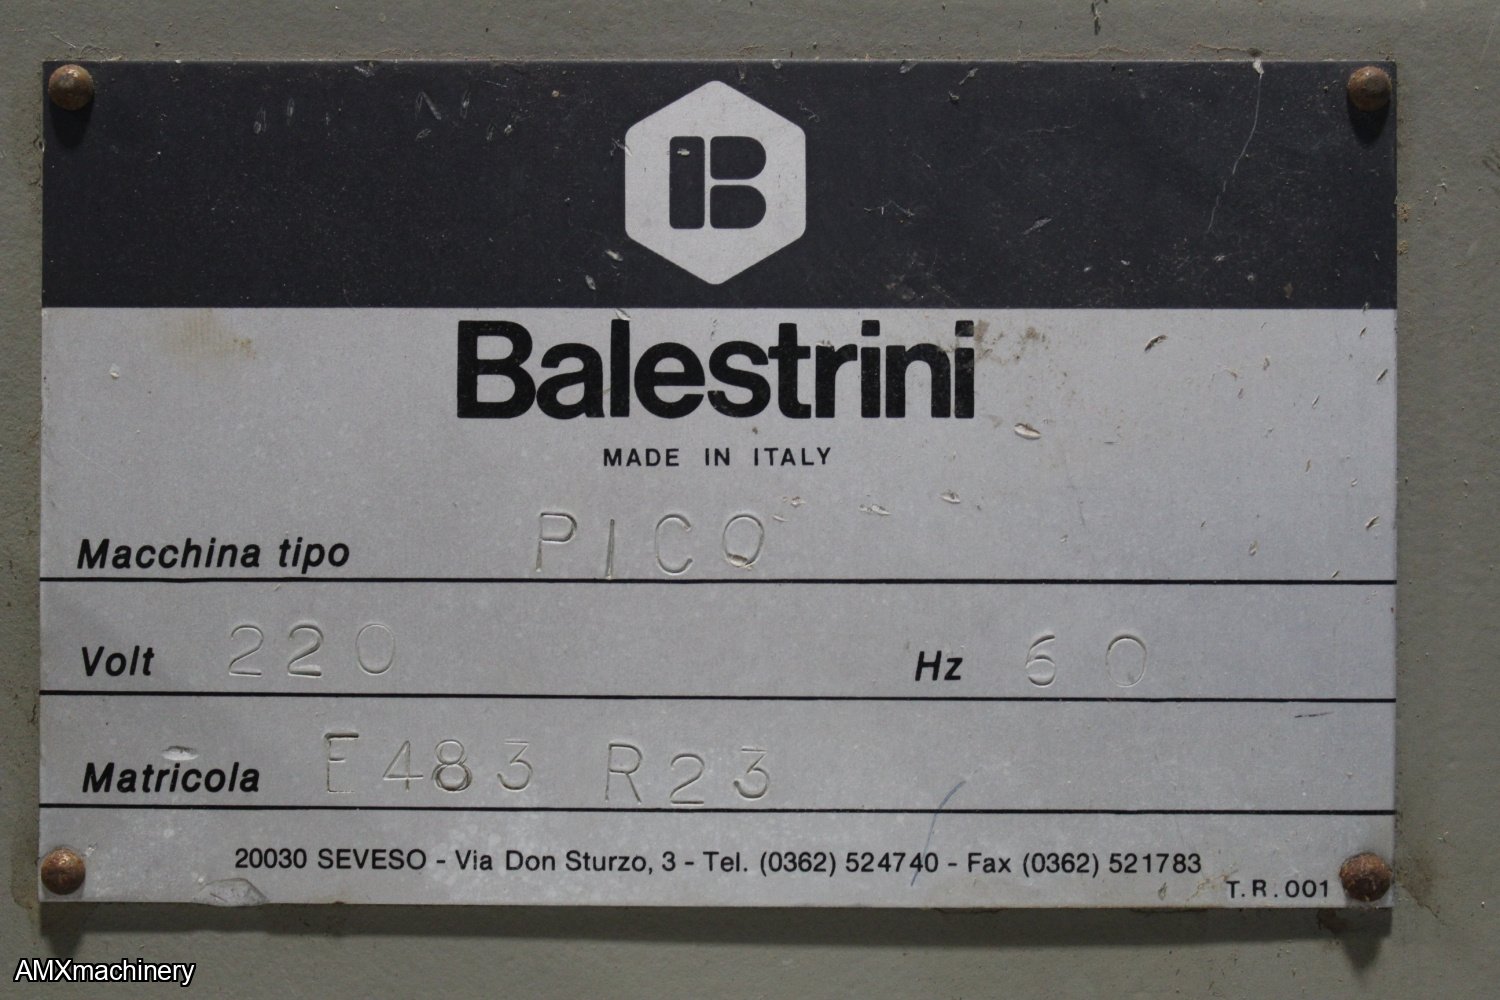 B
Balestrini
MADE IN ITALY
Macchina tipo PICO
Volt 220 Hz 60
Matricola E483 R23
20030 SEVESO - Via Don Sturzo, 3 - Tel. (0362) 524740 - Fax (0362) 521783
T.R.001
AMXmachinery